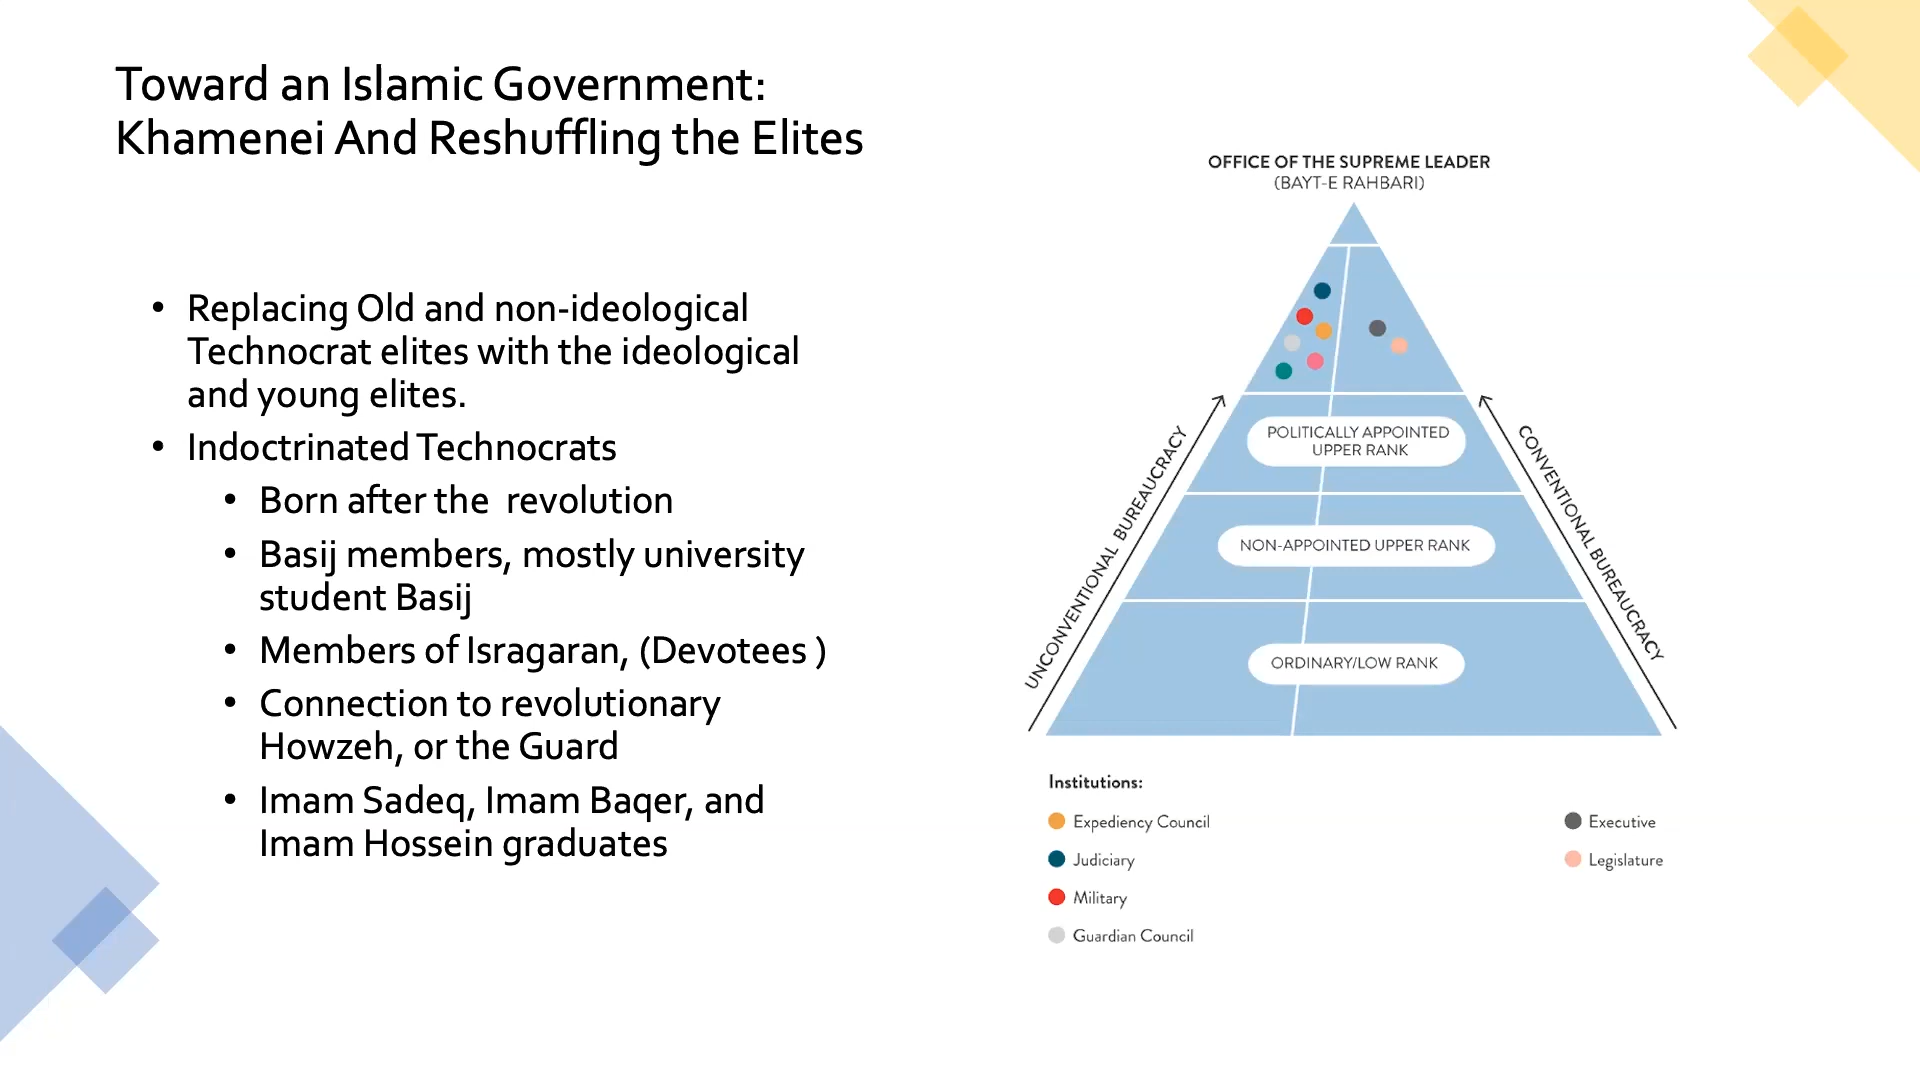 Toward an Islamic Government:
Khamenei And Reshuffling the Elites
• Replacing Old and non-ideological
Technocrat elites with the ideological
and young elites.
• Indoctrinated Technocrats
• Born after the revolution
• Basij members, mostly university
student Basij
• Members of Isragaran, (Devotees )
• Connection to revolutionary
Howzeh, or the Guard
• Imam Sadeq, Imam Baqer, and
Imam Hossein graduates
OFFICE OF THE SUPREME LEADER
(BAYT-E RAHBARI)
UNCONVENTIONAL BUREAUCRACY
CONVENTIONAL BUREAUCRACY
POLITICALLY APPOINTED
UPPER RANK
NON-APPOINTED UPPER RANK
ORDINARY/LOW RANK
Institutions:
Expediency Council
Judiciary
Military
Guardian Council
Executive
Legislature